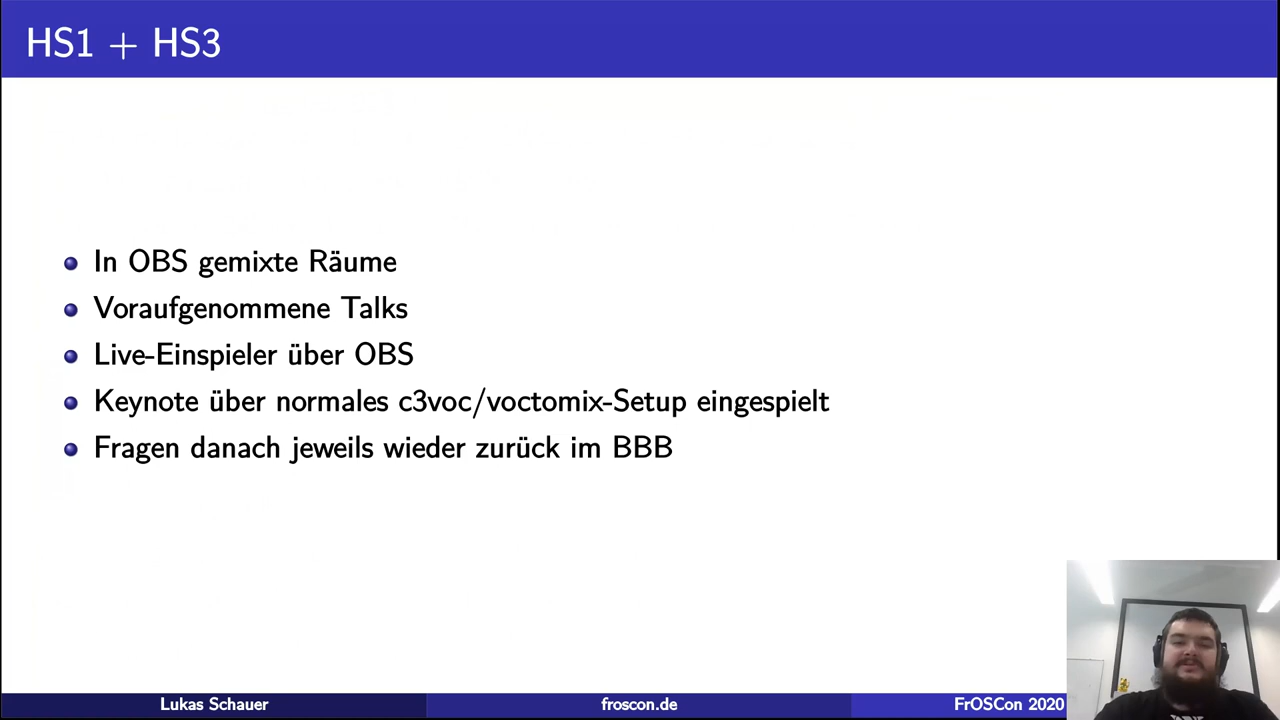 HS1 + HS3
In OBS gemixte Räume
Voraufgenommene Talks
Live-Einspieler über OBS
Keynote über normales c3voc/voctomix-Setup eingespielt
Fragen danach jeweils wieder zurück im BBB
Lukas Schauer
froscon.de
FrOSCon 2020